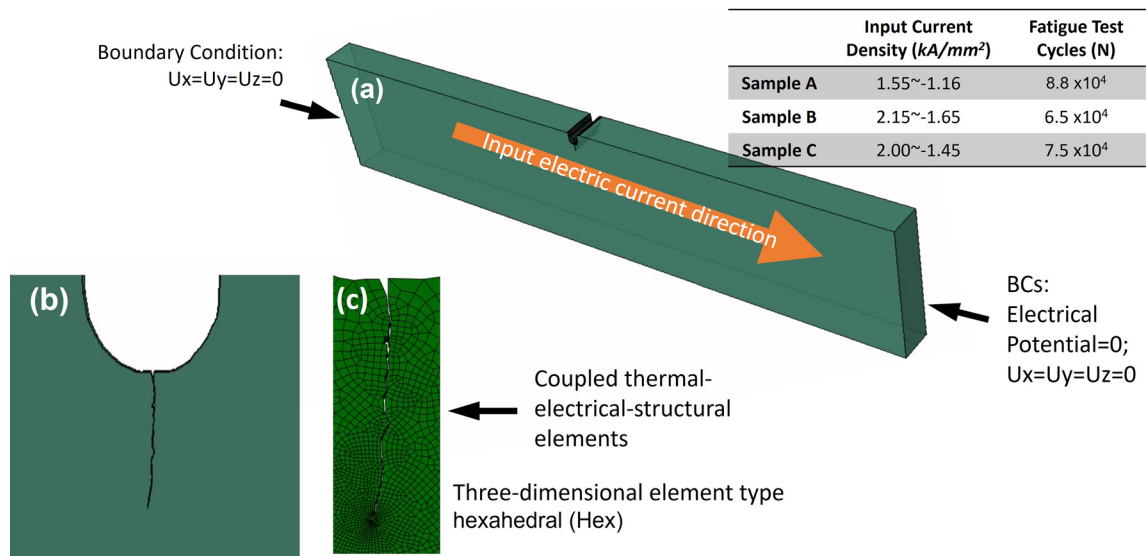 Boundary Condition:
Ux=Uy=Uz=0
(a)
Input electric current direction
Input Current Density (kA/mm²) Fatigue Test Cycles (N)
Sample A 1.55~-1.16 8.8 x10⁴
Sample B 2.15~-1.65 6.5 x10⁴
Sample C 2.00~-1.45 7.5 x10⁴
BCs:
Electrical
Potential=0;
Ux=Uy=Uz=0
(b)
(c)
Coupled thermal-
electrical-structural
elements
Three-dimensional element type
hexahedral (Hex)